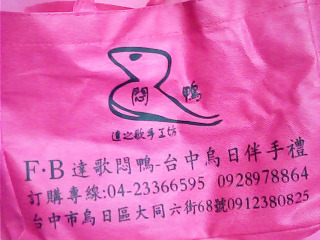 悶 鴨
達之歌手工坊
F·B 達歌悶鴨-台中烏日伴手禮
訂購專線:04-23366595 0928978864
台中市烏日區大同六街68號0912380825